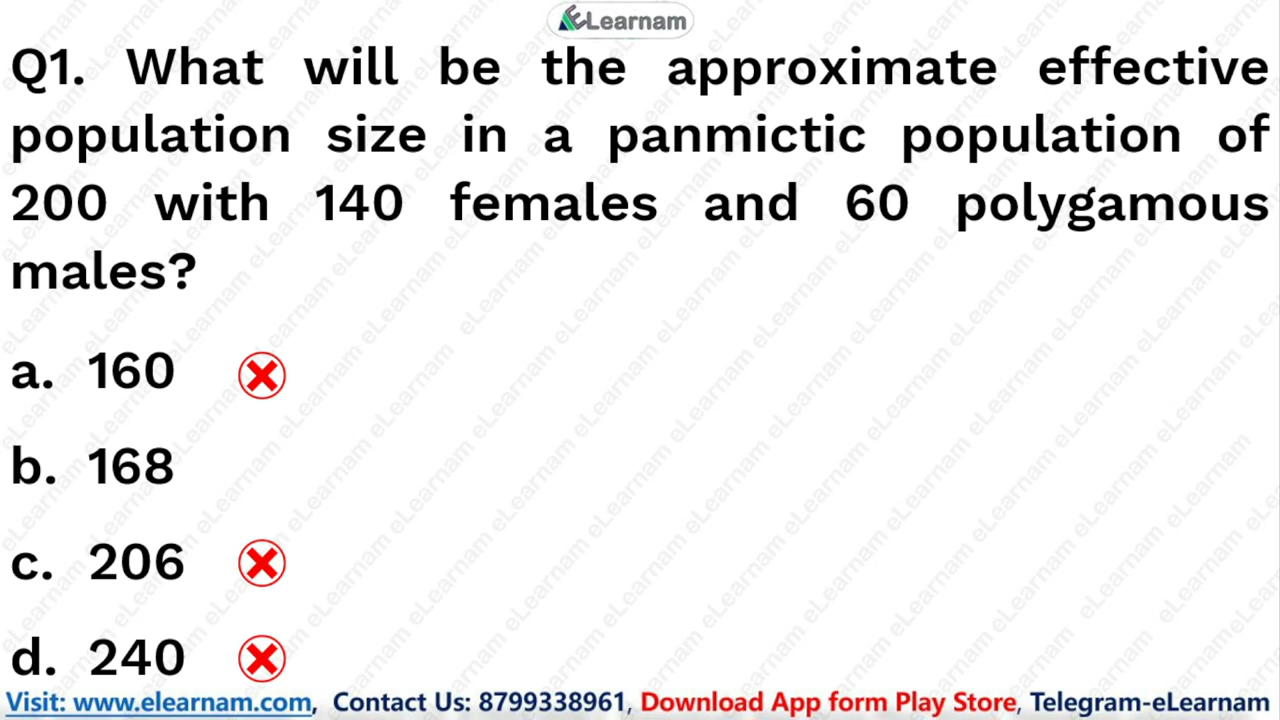 eLearnam
Q1. What will be the approximate effective
population size in a panmictic population of
200 with 140 females and 60 polygamous
males?
a. 160
b. 168
c. 206
d. 240
Visit: www.elearnam.com, Contact Us: 8799338961, Download App form Play Store, Telegram-eLearnam